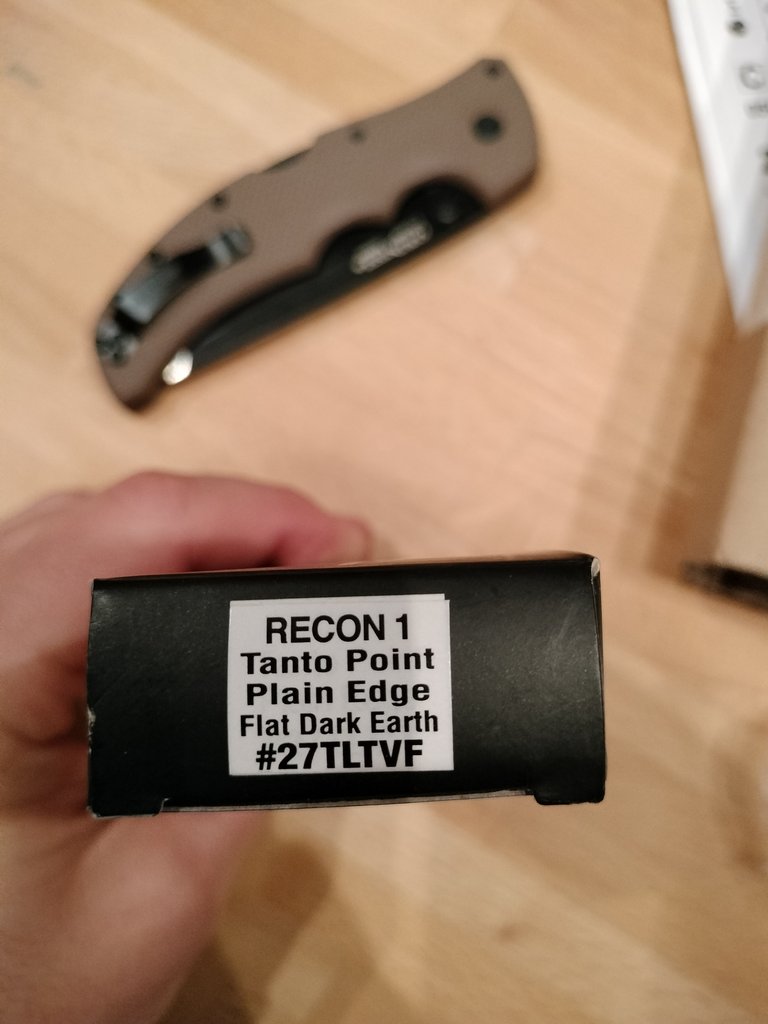 RECON 1
Tanto Point
Plain Edge
Flat Dark Earth
#27TLTVF